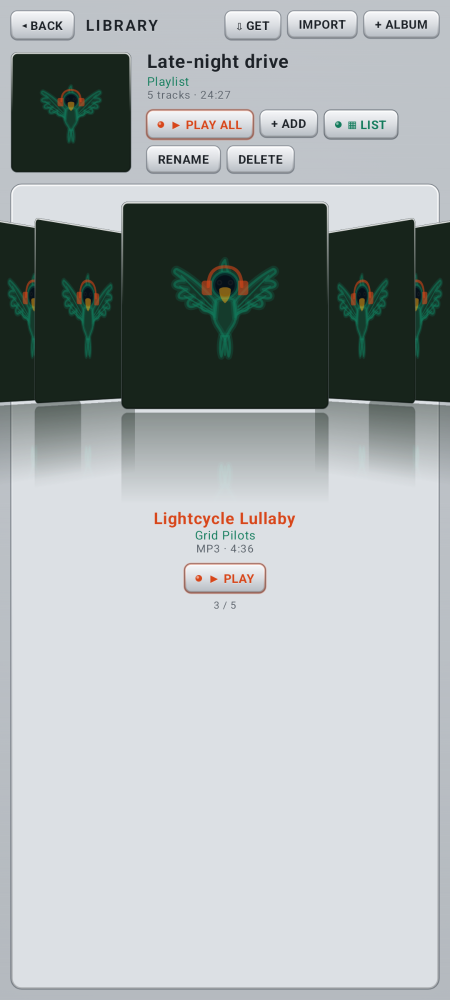 ◂ BACK LIBRARY ⇩ GET IMPORT + ALBUM
Late-night drive
Playlist
5 tracks · 24:27
► PLAY ALL + ADD ▦ LIST
RENAME DELETE
Lightcycle Lullaby
Grid Pilots
MP3 · 4:36
► PLAY
3 / 5